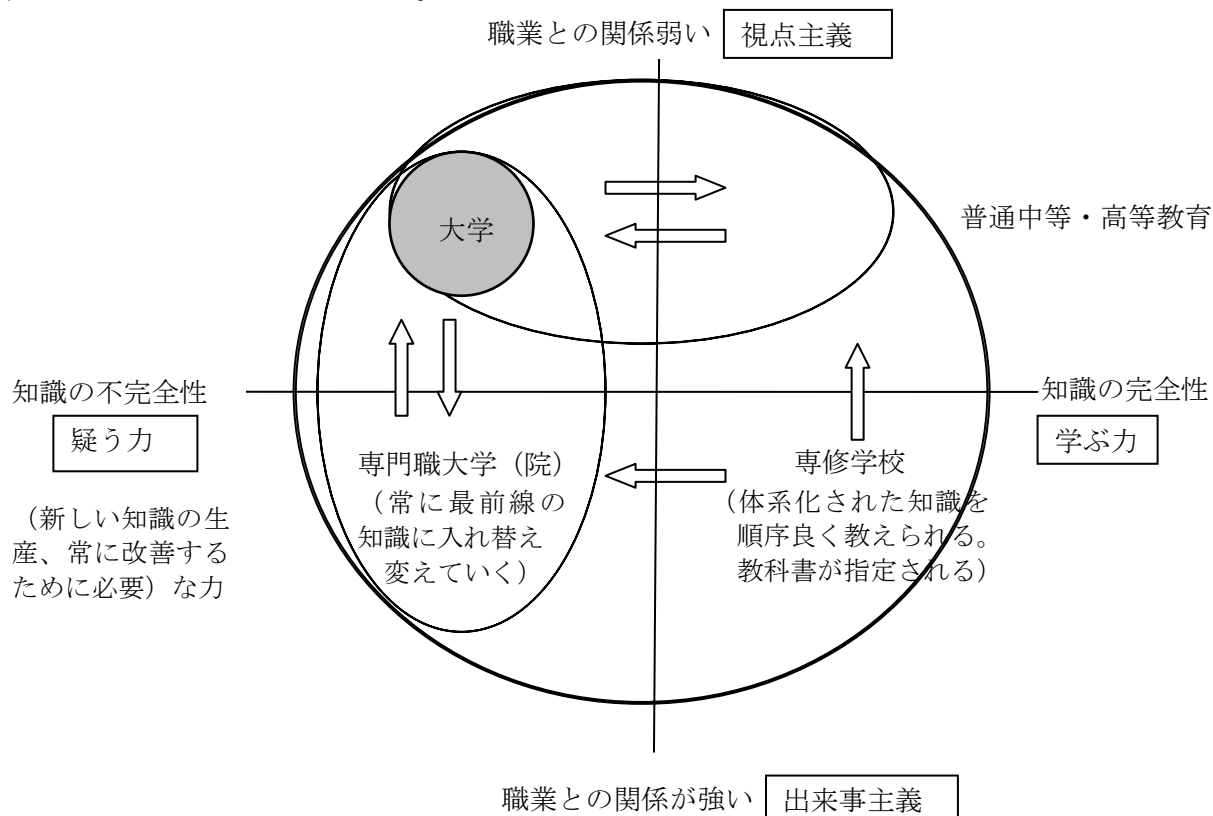 職業との関係弱い 視点主義
大学
普通中等・高等教育
知識の不完全性
疑う力
（新しい知識の生
産、常に改善する
ために必要）な力
知識の完全性
学ぶ力
専門職大学（院）
（常に最前線の
知識に入れ替え
変えていく）
専修学校
（体系化された知識を
順序良く教えられる。
教科書が指定される）
職業との関係が強い 出来事主義